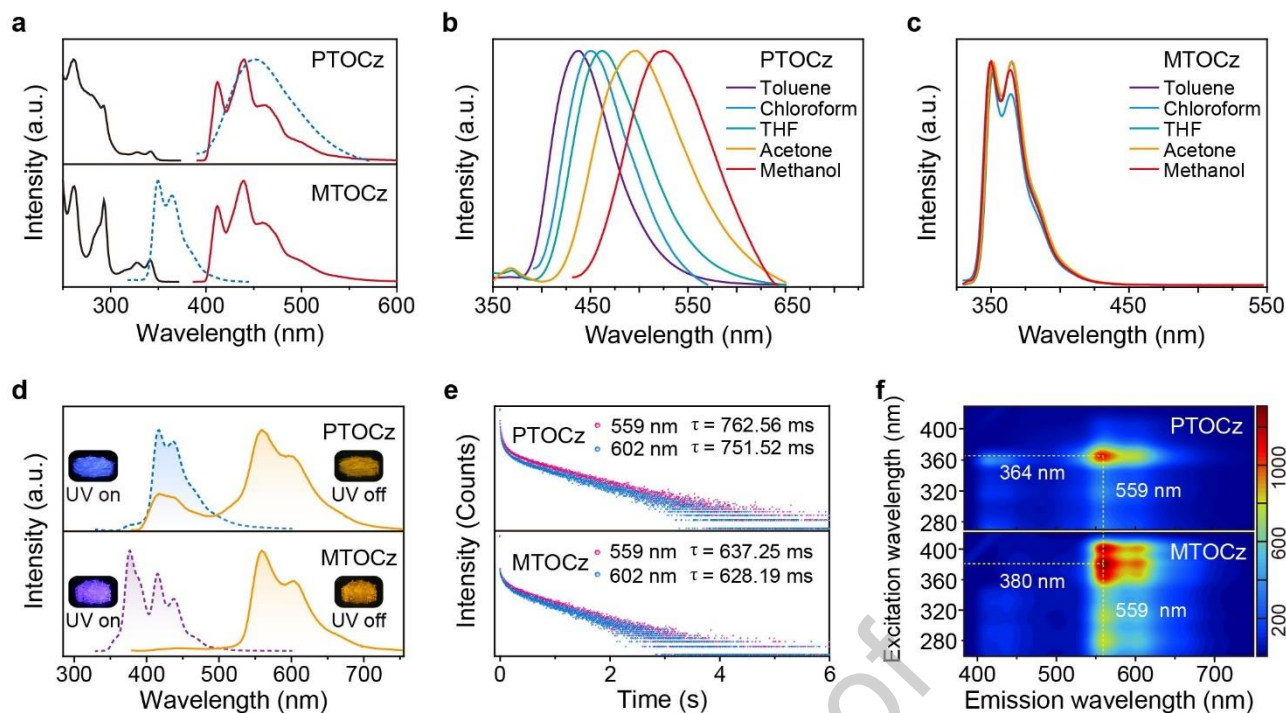 a
PTOCz
MTOCz
Intensity (a.u.)
300 400 500 600
Wavelength (nm)
b
PTOCz
Toluene
Chloroform
THF
Acetone
Methanol
Intensity (a.u.)
350 450 550 650
Wavelength (nm)
c
MTOCz
Toluene
Chloroform
THF
Acetone
Methanol
Intensity (a.u.)
350 450 550
Wavelength (nm)
d
PTOCz
UV on
UV off
MTOCz
UV on
UV off
Intensity (a.u.)
300 400 500 600 700
Wavelength (nm)
e
PTOCz
559 nm τ = 762.56 ms
602 nm τ = 751.52 ms
MTOCz
559 nm τ = 637.25 ms
602 nm τ = 628.19 ms
Intensity (Counts)
0 2 4 6
Time (s)
f
PTOCz
400
360
320
280
364 nm
559 nm
MTOCz
400
360
320
280
380 nm
559 nm
Excitation wavelength (nm)
400 500 600 700
Emission wavelength (nm)
1000
600
200
of